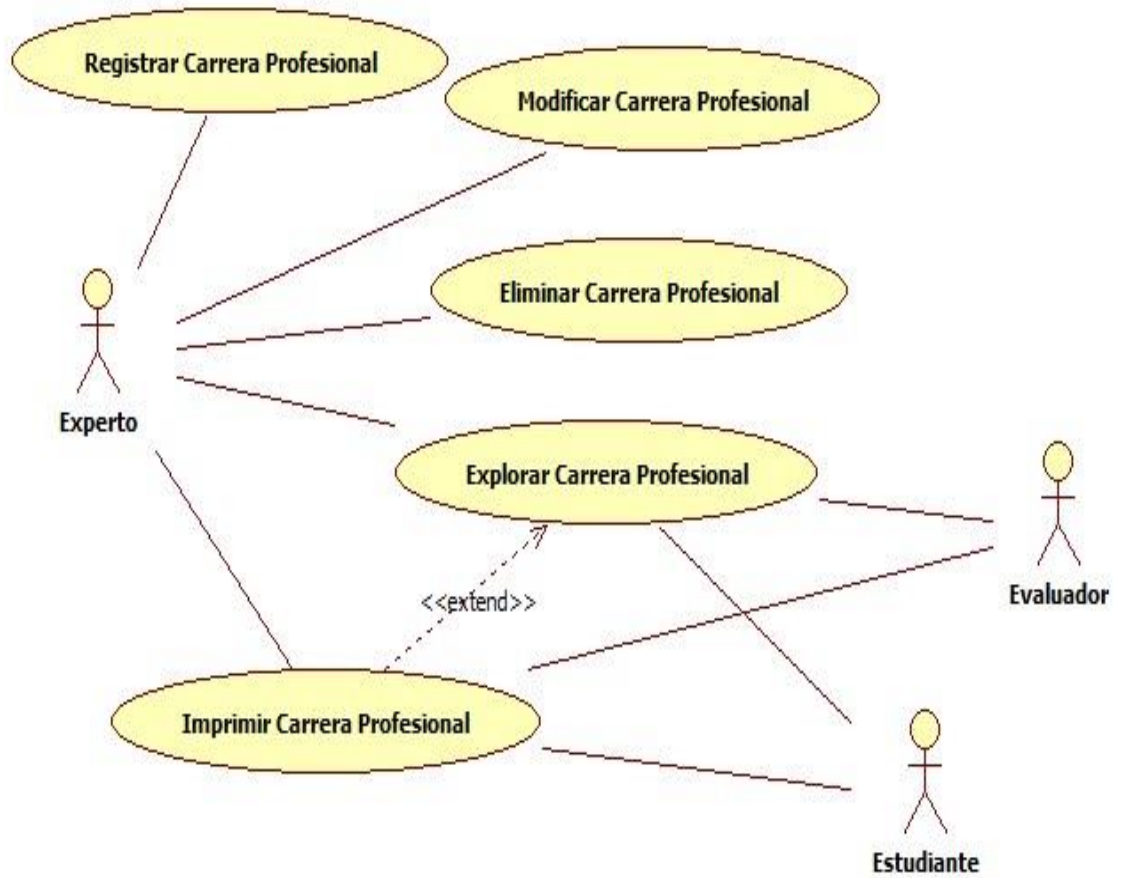 Registrar Carrera Profesional
Modificar Carrera Profesional
Eliminar Carrera Profesional
Experto
Explorar Carrera Profesional
Evaluador
<<extend>>
Imprimir Carrera Profesional
Estudiante